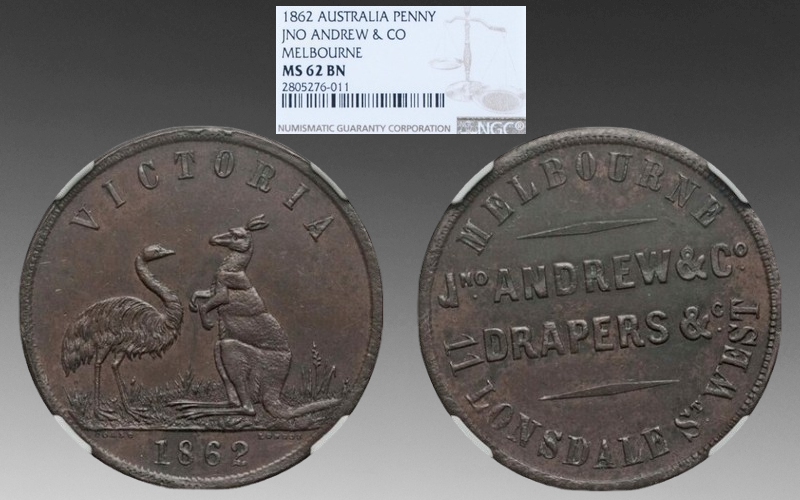 1862 AUSTRALIA PENNY
JNO ANDREW & CO
MELBOURNE
MS 62 BN
2805276-011
NUMISMATIC GUARANTY CORPORATION
NGC®
VICTORIA
1862
MELBOURNE
JNO ANDREW & CO
DRAPERS &C
11 LONSDALE ST WEST